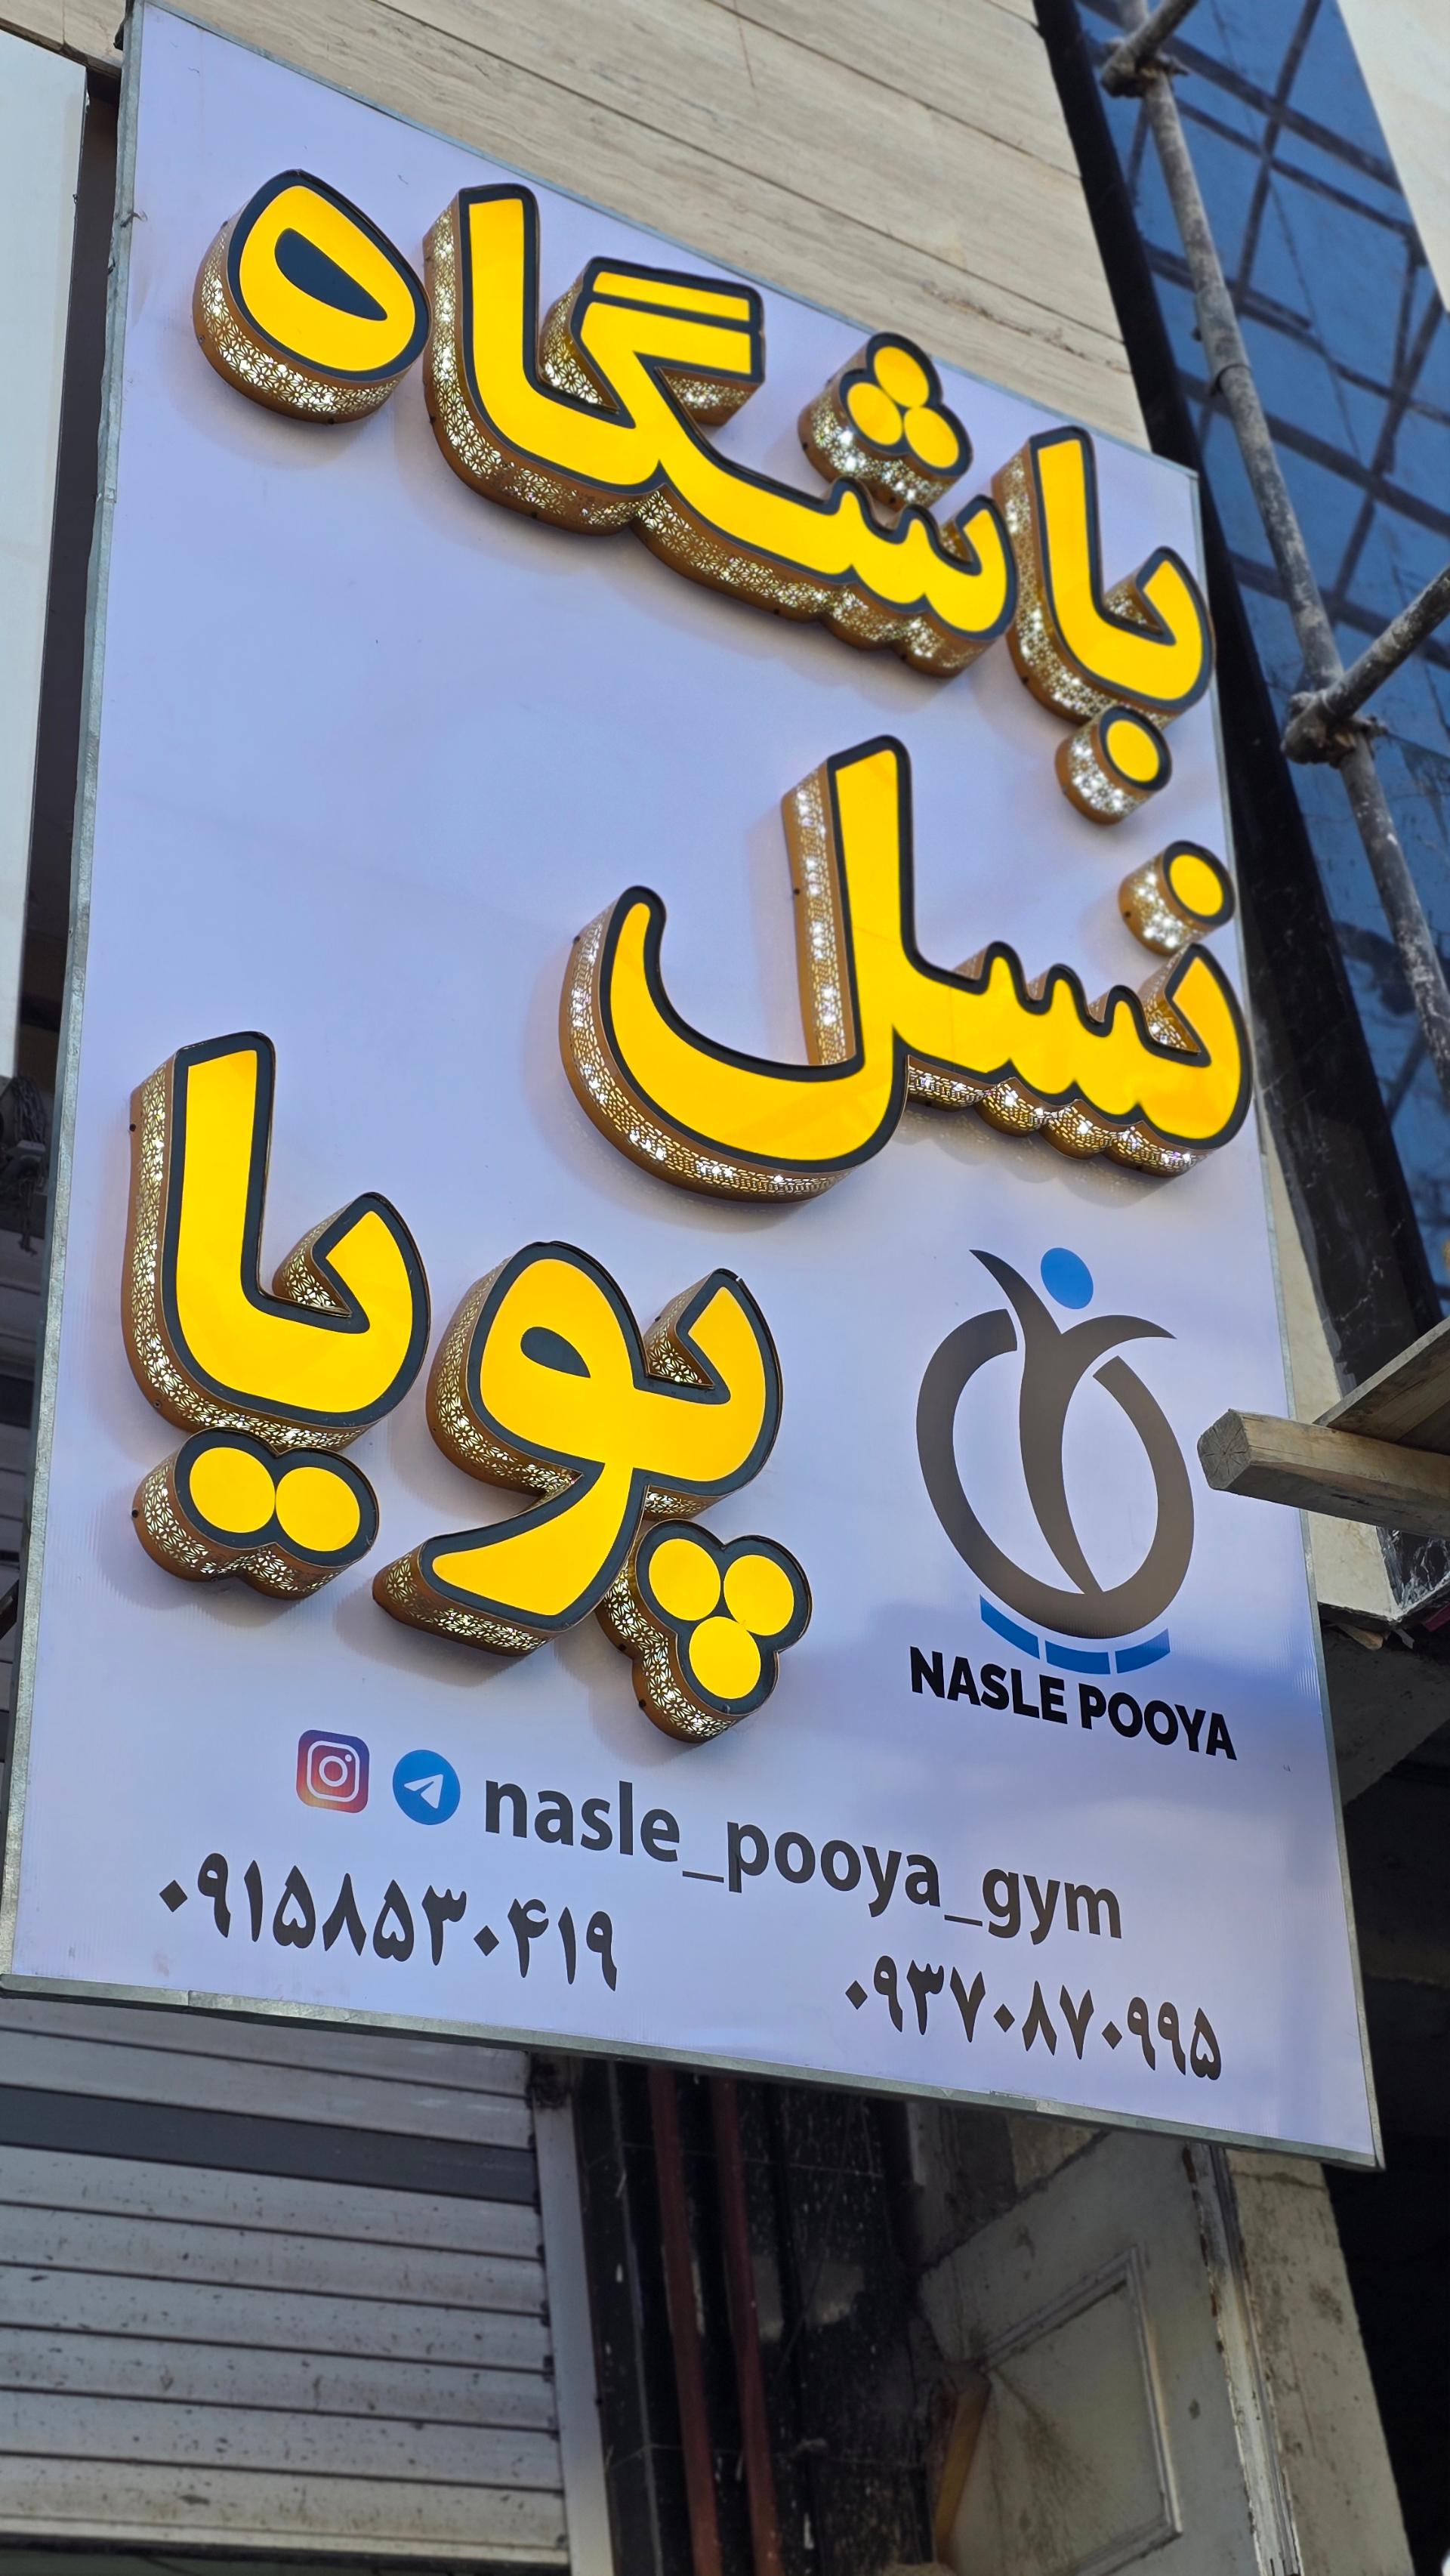 باشگاه
نسل
پویا
NASLE POOYA
nasle_pooya_gym
۰۹۱۵۸۵۳۰۴۱۹
۰۹۳۷۰۸۷۰۹۹۵